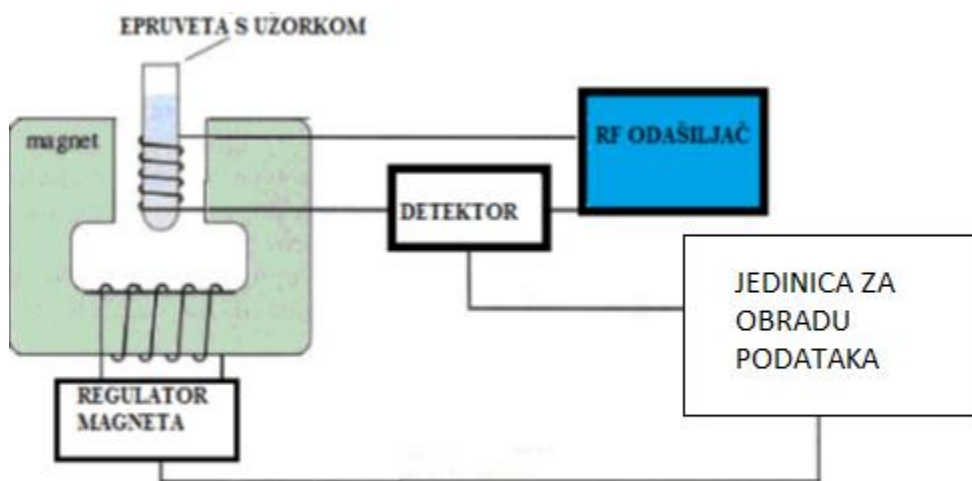 EPRUVETA S UZORKOM
magnet
RF ODAŠILJAČ
DETEKTOR
JEDINICA ZA
OBRADU
PODATAKA
REGULATOR
MAGNETA